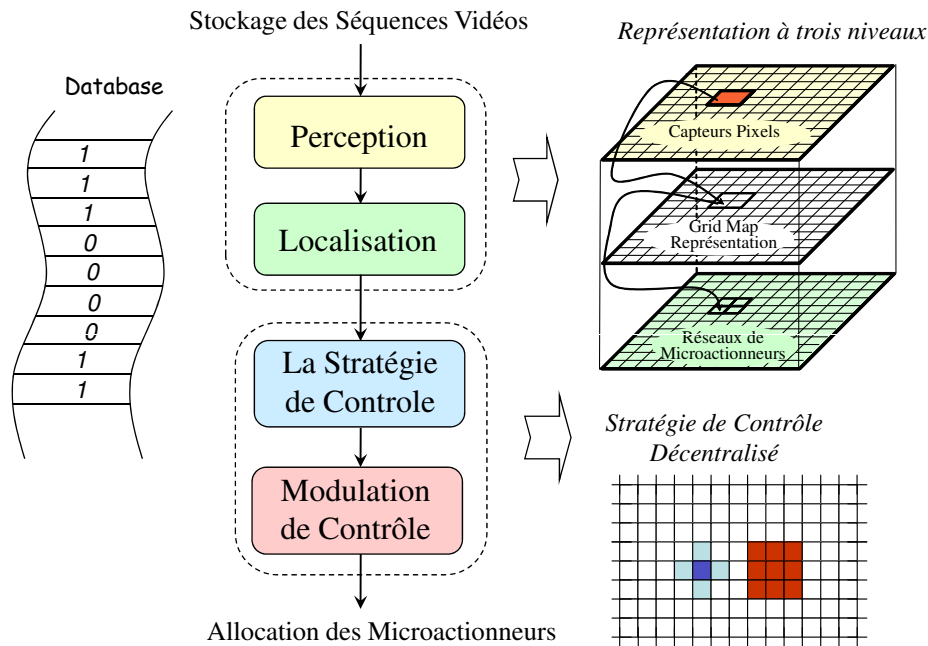 Stockage des Séquences Vidéos
Database
1
1
1
0
0
0
0
1
1
Perception
Localisation
La Stratégie
de Controle
Modulation
de Contrôle
Allocation des Microactionneurs
Représentation à trois niveaux
Capteurs Pixels
Grid Map
Représentation
Réseaux de
Microactionneurs
Stratégie de Contrôle
Décentralisé